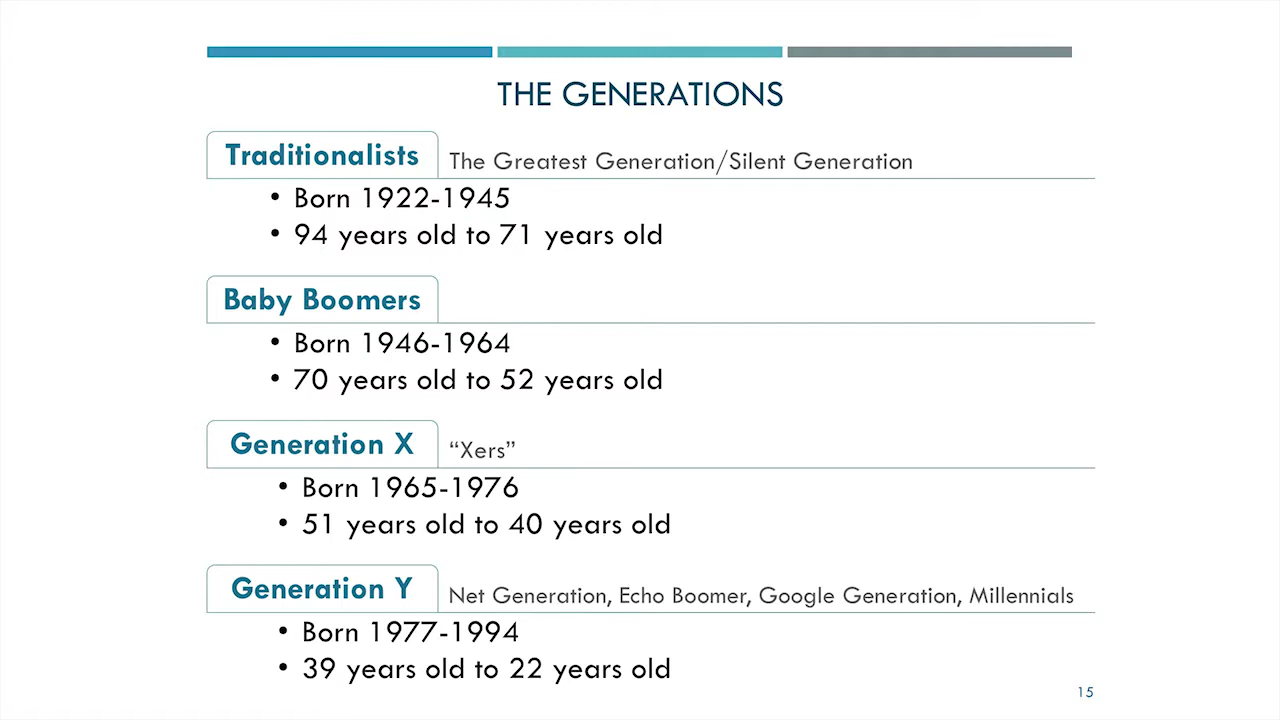 THE GENERATIONS
Traditionalists The Greatest Generation/Silent Generation
• Born 1922-1945
• 94 years old to 71 years old
Baby Boomers
• Born 1946-1964
• 70 years old to 52 years old
Generation X “Xers”
• Born 1965-1976
• 51 years old to 40 years old
Generation Y Net Generation, Echo Boomer, Google Generation, Millennials
• Born 1977-1994
• 39 years old to 22 years old
15